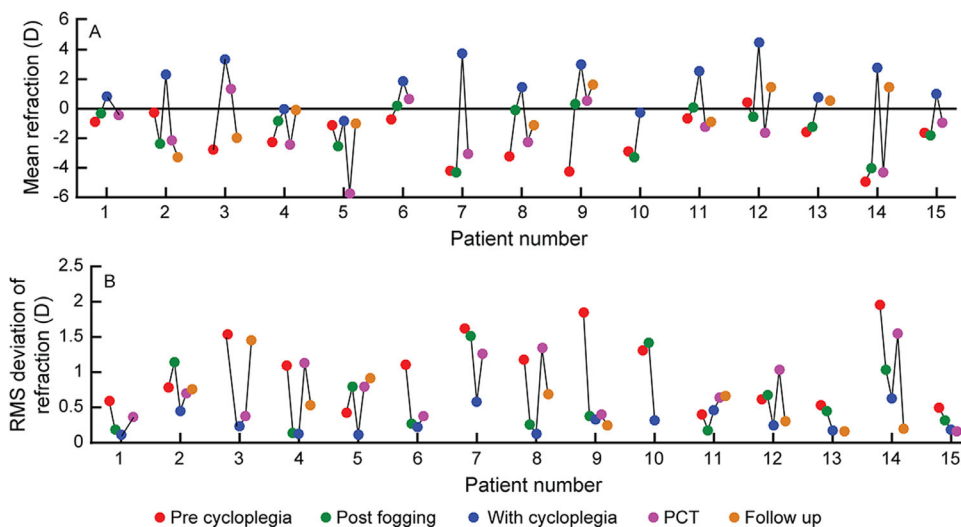 A
Mean refraction (D)
6
4
2
0
-2
-4
-6
1 2 3 4 5 6 7 8 9 10 11 12 13 14 15
Patient number
B
RMS deviation of
refraction (D)
2.5
2
1.5
1
0.5
0
1 2 3 4 5 6 7 8 9 10 11 12 13 14 15
Patient number
Pre cycloplegia Post fogging With cycloplegia PCT Follow up